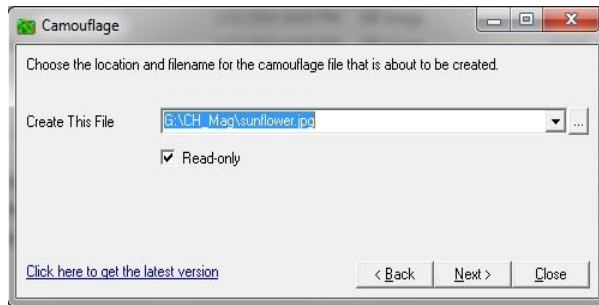 Camouflage
Choose the location and filename for the camouflage file that is about to be created.
Create This File
G:\CH_Mag\sunflower.jpg
...
Read-only
Click here to get the latest version
< Back
Next >
Close